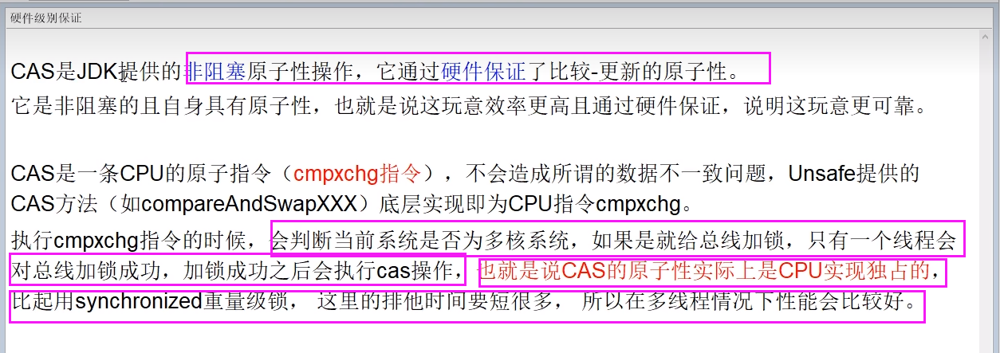 硬件级别保证
CAS是JDK提供的非阻塞原子性操作，它通过硬件保证了比较-更新的原子性。
它是非阻塞的且自身具有原子性，也就是说这玩意效率更高且通过硬件保证，说明这玩意更可靠。
CAS是一条CPU的原子指令（cmpxchg指令），不会造成所谓的数据不一致问题，Unsafe提供的
CAS方法（如compareAndSwapXXX）底层实现即为CPU指令cmpxchg。
执行cmpxchg指令的时候，会判断当前系统是否为多核系统，如果是就给总线加锁，只有一个线程会
对总线加锁成功，加锁成功之后会执行cas操作，也就是说CAS的原子性实际上是CPU实现独占的，
比起用synchronized重量级锁， 这里的排他时间要短很多， 所以在多线程情况下性能会比较好。